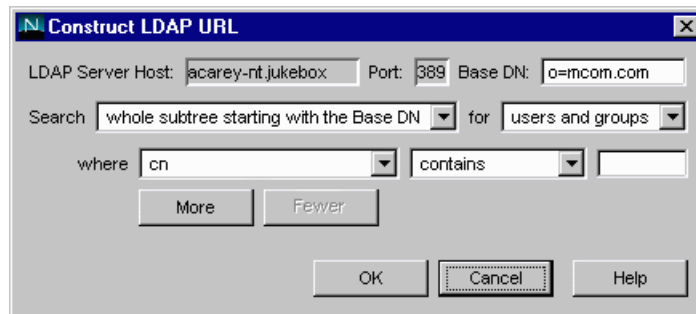 N Construct LDAP URL
LDAP Server Host: acarey-nt.jukebox Port: 389 Base DN: o=mcom.com
Search whole subtree starting with the Base DN for users and groups
where cn contains
More Fewer
OK Cancel Help